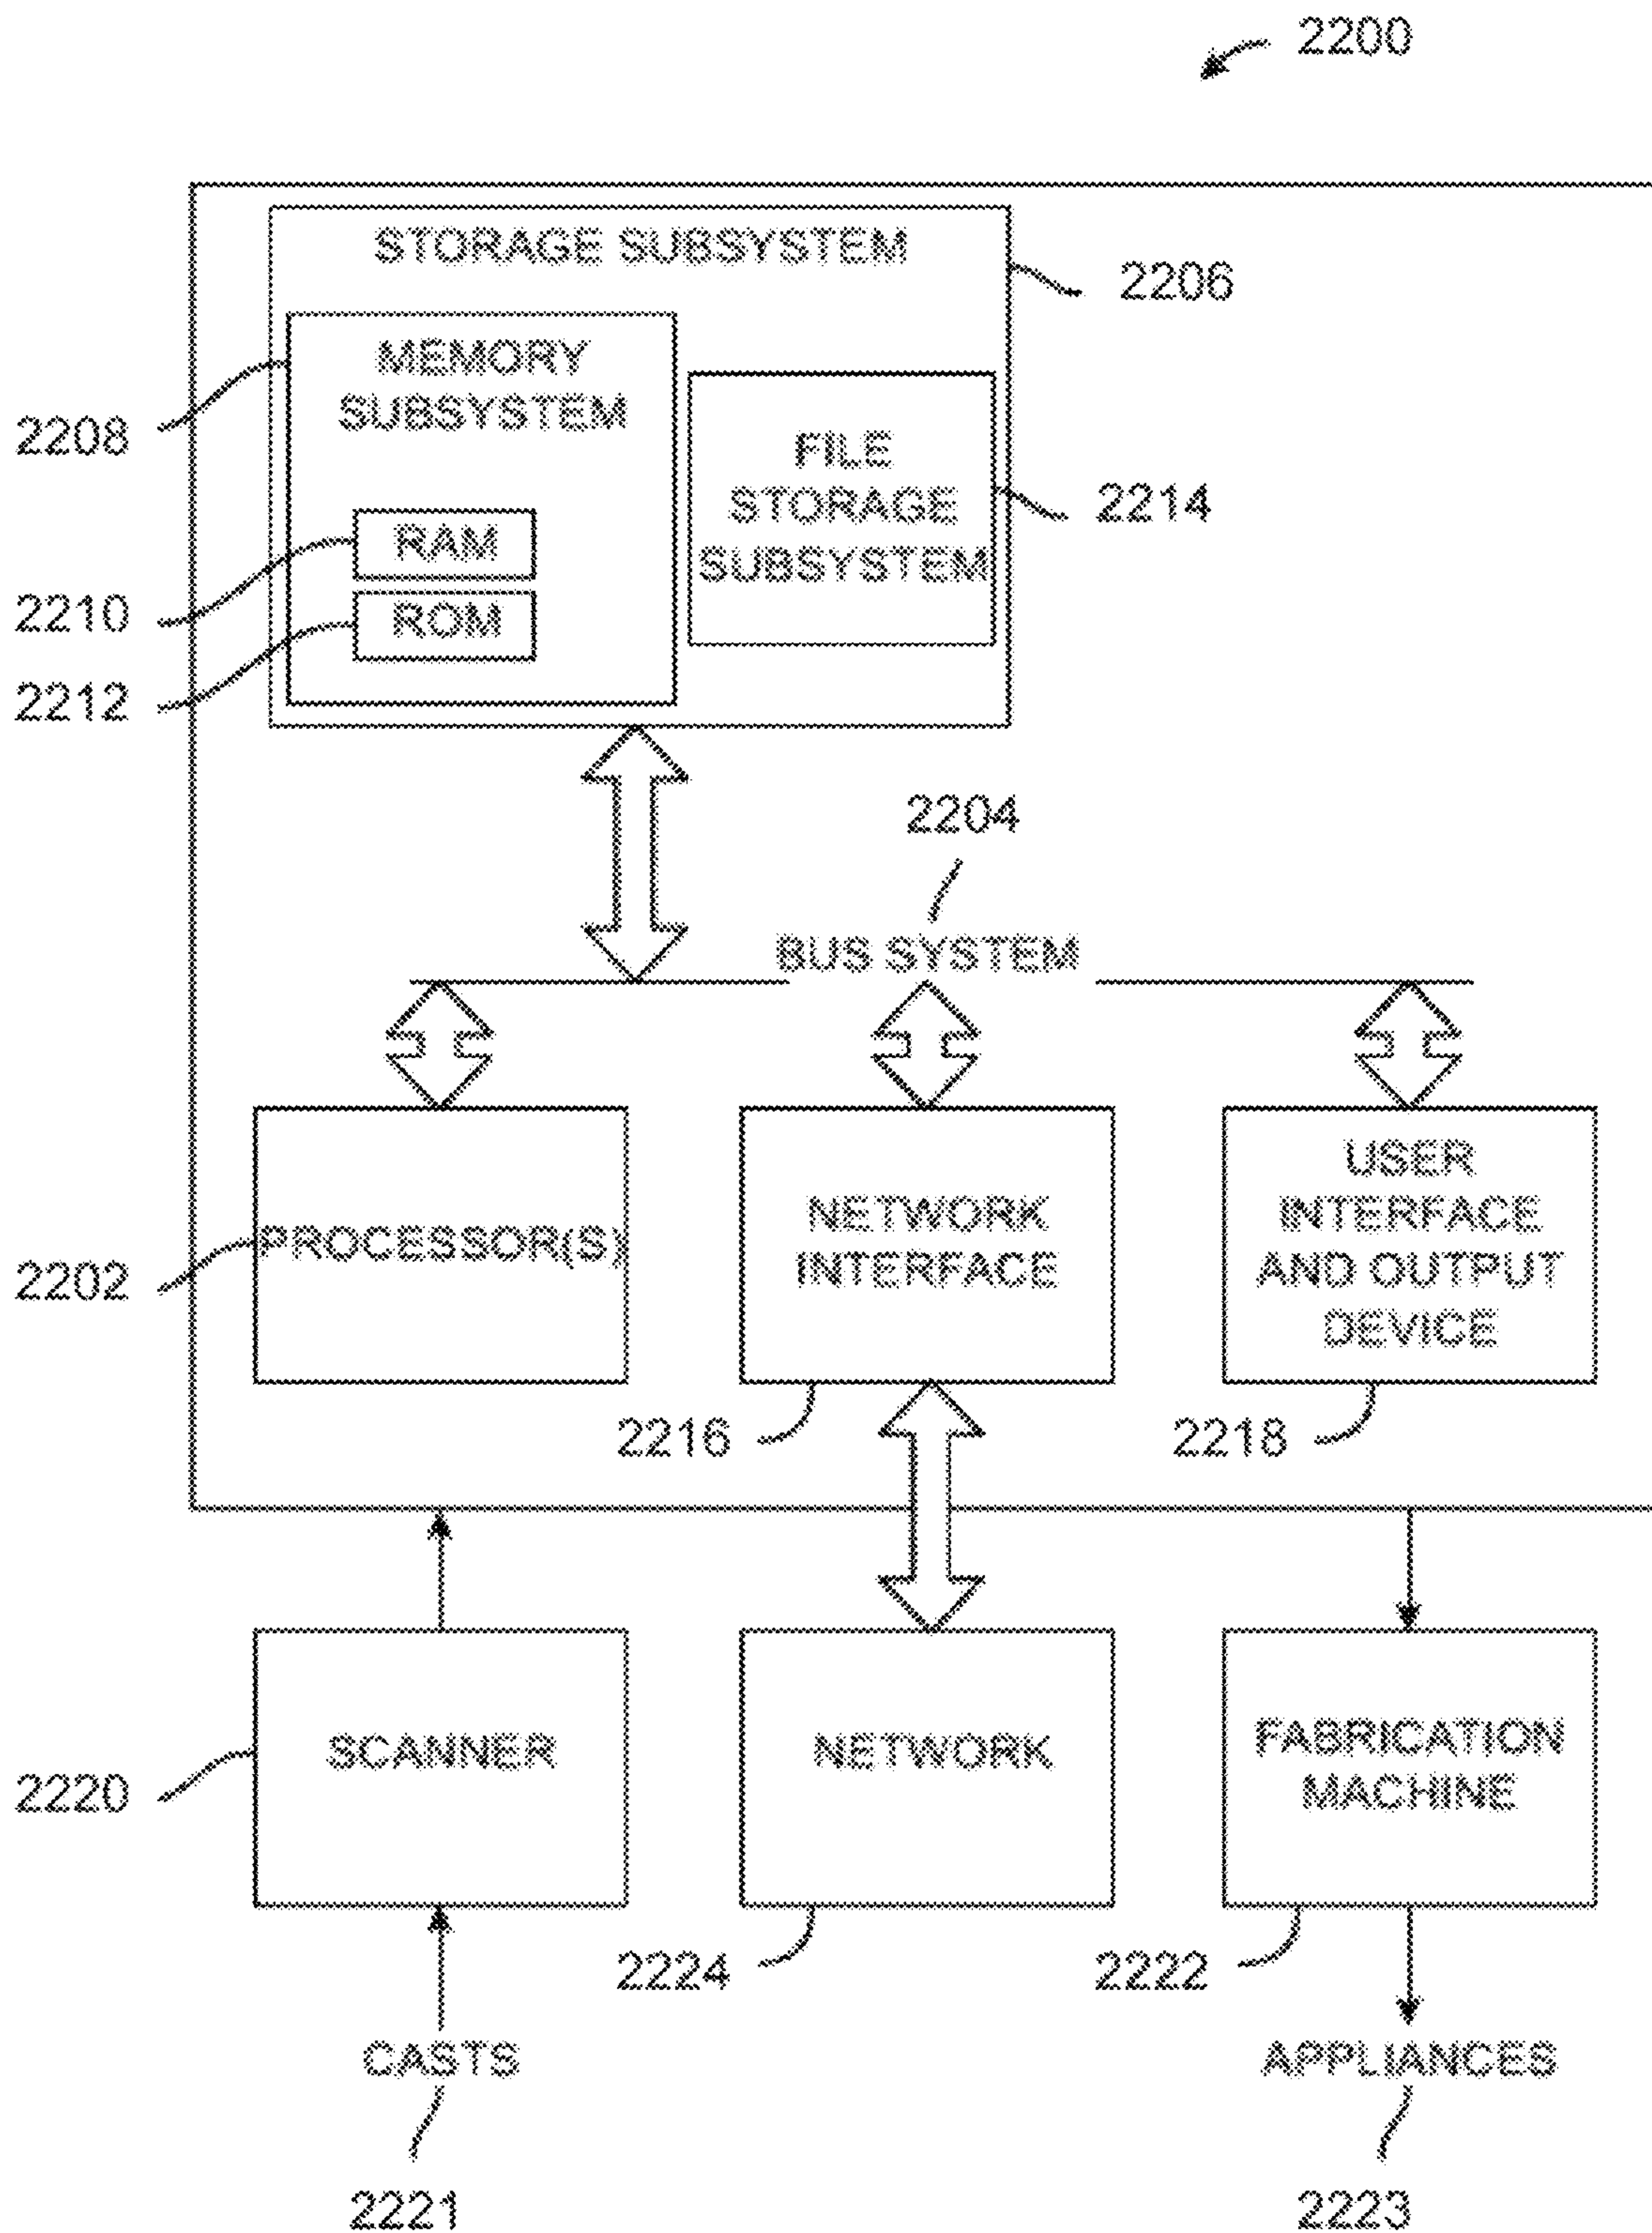 2200
STORAGE SUBSYSTEM
2206
MEMORY
SUBSYSTEM
2208
FILE
STORAGE
SUBSYSTEM
2214
RAM
2210
ROM
2212
2204
BUS SYSTEM
PROCESSOR(S)
2202
NETWORK
INTERFACE
2216
USER
INTERFACE
AND OUTPUT
DEVICE
2218
SCANNER
2220
NETWORK
2224
FABRICATION
MACHINE
2222
CASTS
2221
APPLIANCES
2223